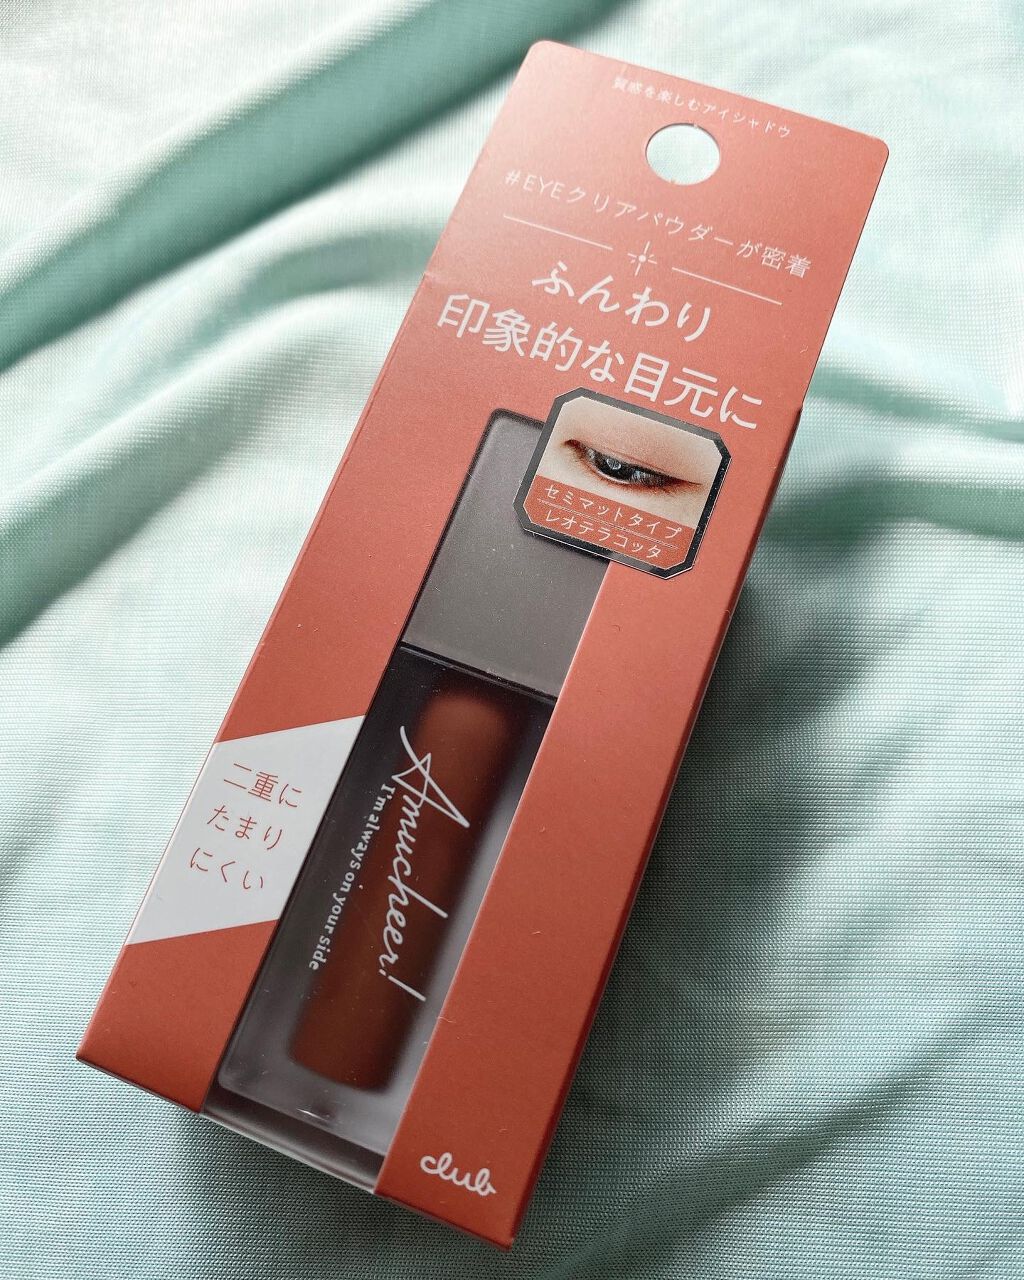 質感を楽しむアイシャドウ
#EYEクリアパウダーが密着
ふんわり
印象的な目元に
セミマットタイプ
レオテラコッタ
Amucheer!
I'm always on your side
二重に
たまり
にくい
club